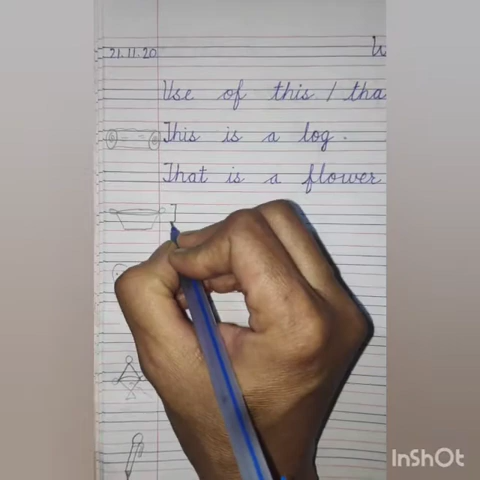 21.11.20
Use of this / tha
This is a log.
That is a flower
InShOt